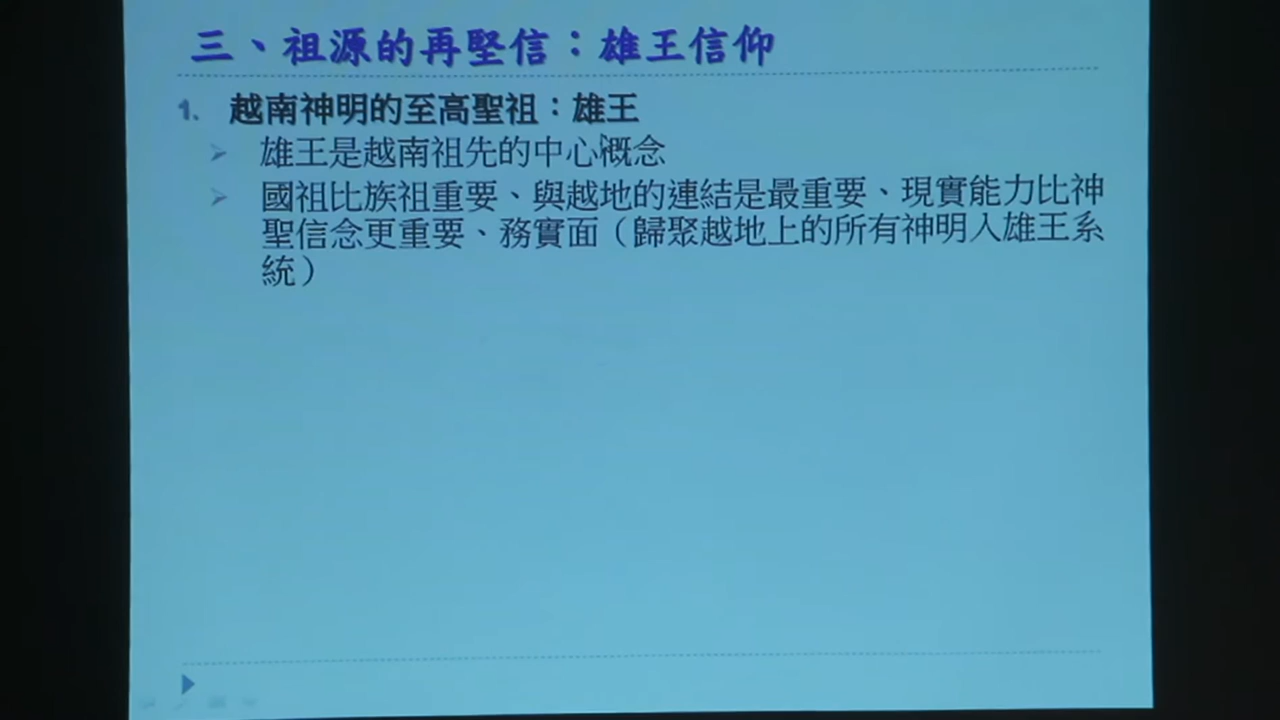 三、祖源的再堅信：雄王信仰
1. 越南神明的至高聖祖：雄王
雄王是越南祖先的中心概念
國祖比族祖重要、與越地的連結是最重要、現實能力比神
聖信念更重要、務實面（歸聚越地上的所有神明入雄王系
統）